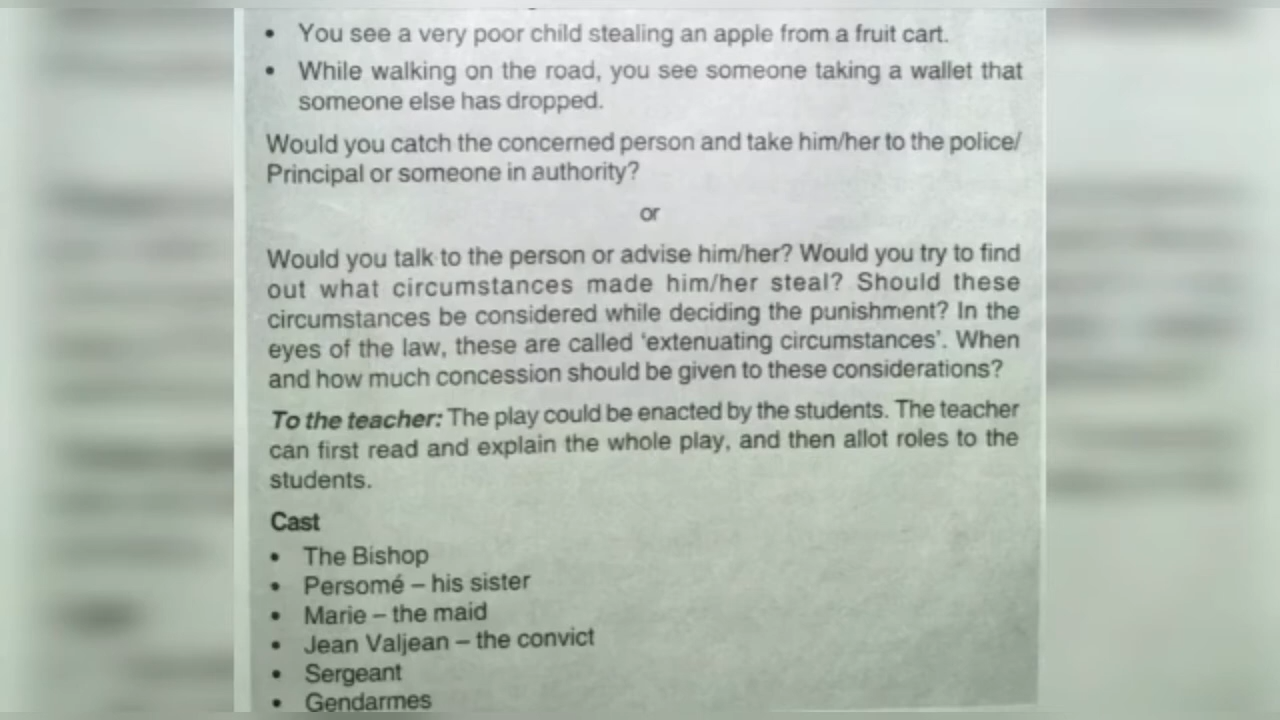 • You see a very poor child stealing an apple from a fruit cart.
• While walking on the road, you see someone taking a wallet that
someone else has dropped.
Would you catch the concerned person and take him/her to the police/
Principal or someone in authority?
or
Would you talk to the person or advise him/her? Would you try to find
out what circumstances made him/her steal? Should these
circumstances be considered while deciding the punishment? In the
eyes of the law, these are called 'extenuating circumstances'. When
and how much concession should be given to these considerations?
To the teacher: The play could be enacted by the students. The teacher
can first read and explain the whole play, and then allot roles to the
students.
Cast
• The Bishop
• Persomé – his sister
• Marie – the maid
• Jean Valjean – the convict
• Sergeant
• Gendarmes